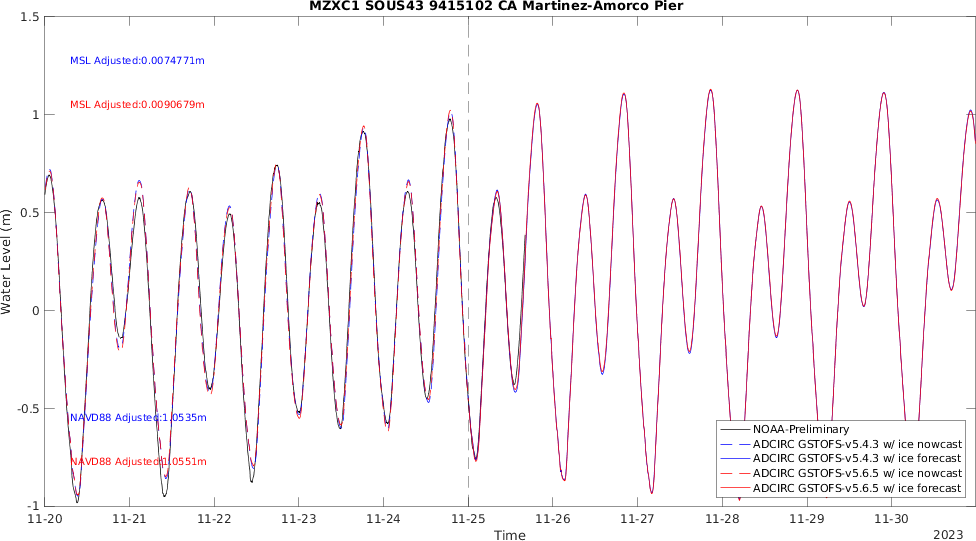 MZXC1 SOUS43 9415102 CA Martinez-Amorco Pier
1.5
MSL Adjusted:0.0074771m
MSL Adjusted:0.0090679m
1
0.5
Water Level (m)
0
-0.5
NAVD88 Adjusted:1.0535m
NAVD88 Adjusted:1.0551m
NOAA-Preliminary
ADCIRC GSTOFS-v5.4.3 w/ ice nowcast
ADCIRC GSTOFS-v5.4.3 w/ ice forecast
ADCIRC GSTOFS-v5.6.5 w/ ice nowcast
ADCIRC GSTOFS-v5.6.5 w/ ice forecast
-1
11-20 11-21 11-22 11-23 11-24 11-25 11-26 11-27 11-28 11-29 11-30
Time
2023